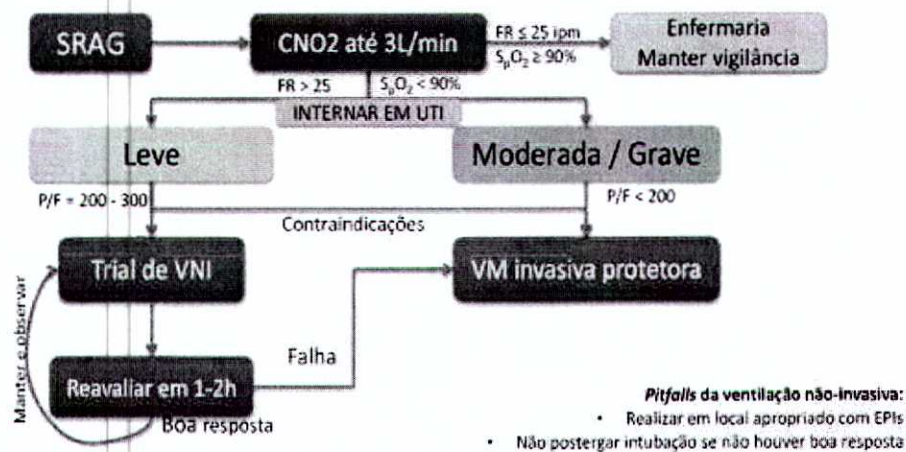 SRAG
CNO2 até 3L/min
FR ≤ 25 ipm
SpO2 ≥ 90%
Enfermaria
Manter vigilância
FR > 25
SpO2 < 90%
INTERNAR EM UTI
Leve
Moderada / Grave
P/F = 200 - 300
P/F < 200
Contraindicações
Trial de VNI
VM invasiva protetora
Manter e observar
Falha
Reavaliar em 1-2h
Boa resposta
Pitfalls da ventilação não-invasiva:
• Realizar em local apropriado com EPIs
• Não postergar intubação se não houver boa resposta